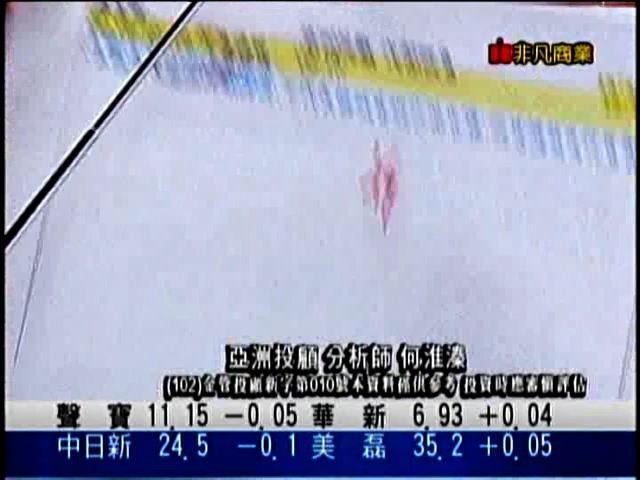 非凡商業
亞洲投顧 分析師 何淮溱
(102)金管投顧新字第010號本資料僅供參考 投資時應審慎評估
聲寶 11.15 -0.05 華新 6.93 +0.04
中日新 24.5 -0.1 美磊 35.2 +0.05